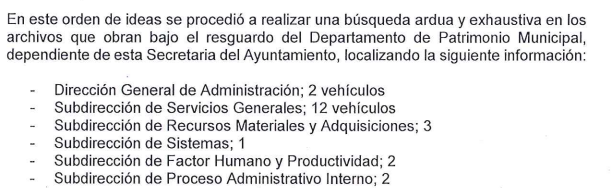 En este orden de ideas se procedió a realizar una búsqueda ardua y exhaustiva en los
archivos que obran bajo el resguardo del Departamento de Patrimonio Municipal,
dependiente de esta Secretaria del Ayuntamiento, localizando la siguiente información:
- Dirección General de Administración; 2 vehículos
- Subdirección de Servicios Generales; 12 vehículos
- Subdirección de Recursos Materiales y Adquisiciones; 3
- Subdirección de Sistemas; 1
- Subdirección de Factor Humano y Productividad; 2
- Subdirección de Proceso Administrativo Interno; 2